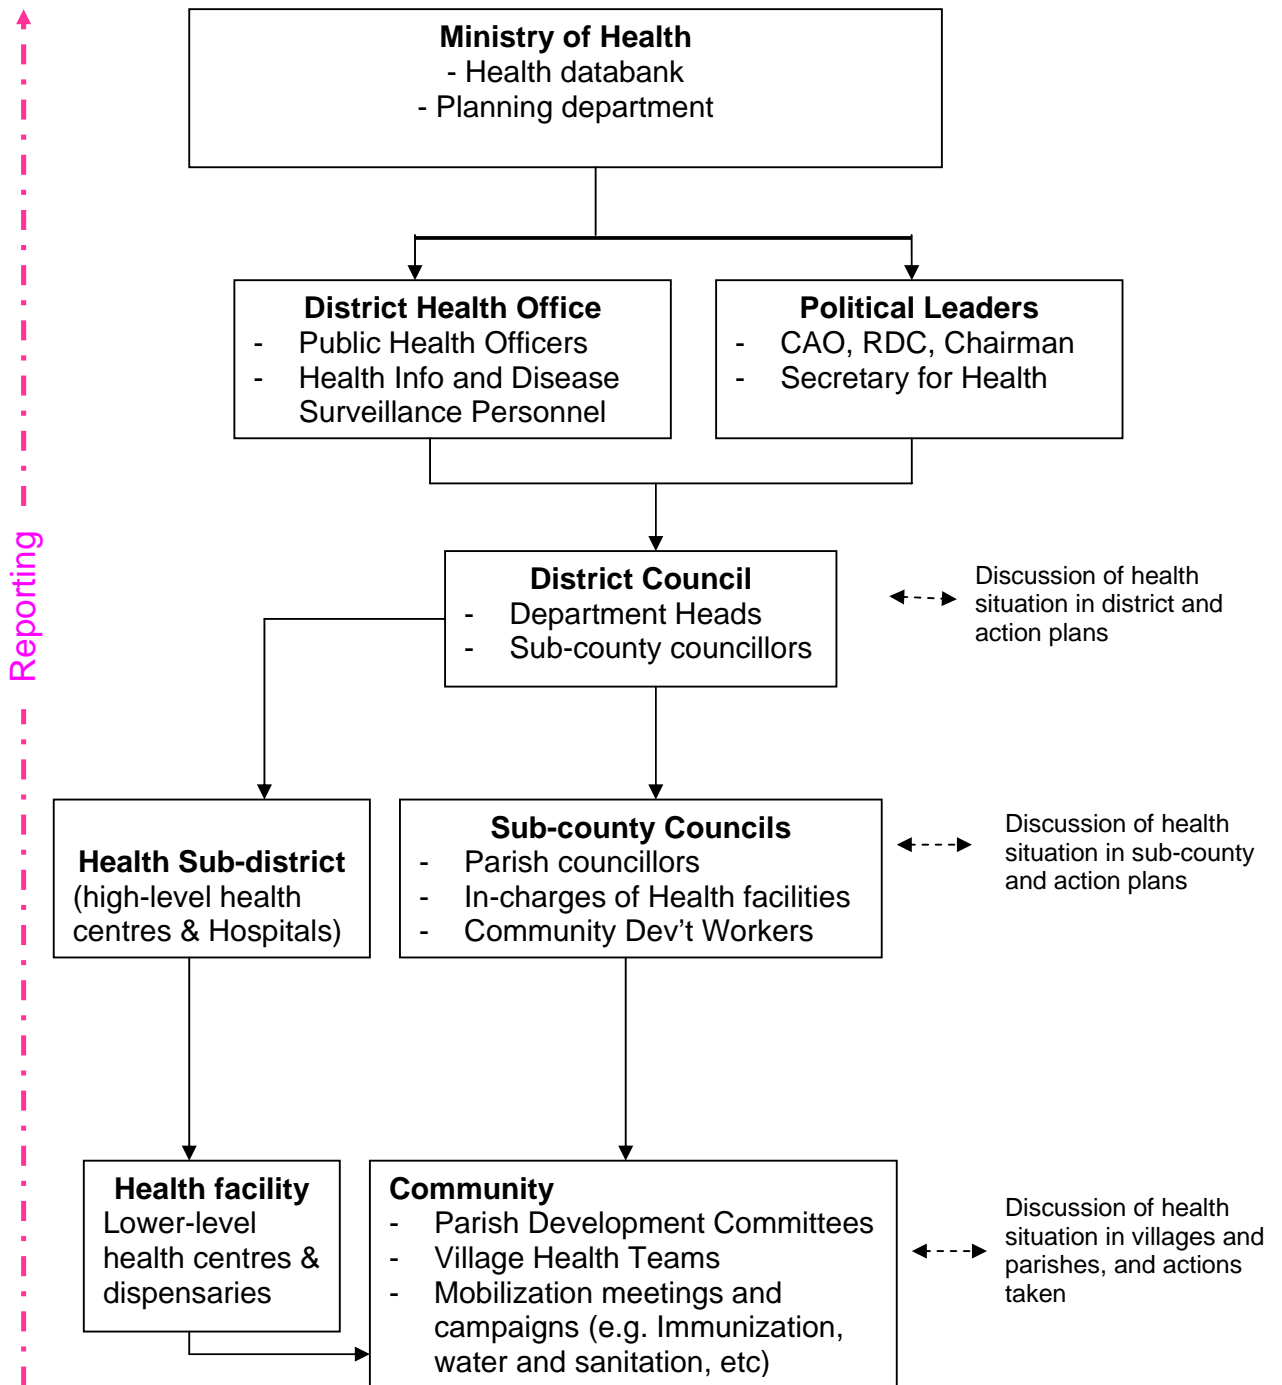 Ministry of Health
- Health databank
- Planning department
District Health Office
- Public Health Officers
- Health Info and Disease
Surveillance Personnel
Political Leaders
- CAO, RDC, Chairman
- Secretary for Health
Reporting
District Council
- Department Heads
- Sub-county councillors
Discussion of health
situation in district and
action plans
Health Sub-district
(high-level health
centres & Hospitals)
Sub-county Councils
- Parish councillors
- In-charges of Health facilities
- Community Dev't Workers
Discussion of health
situation in sub-county
and action plans
Health facility
Lower-level
health centres &
dispensaries
Community
- Parish Development Committees
- Village Health Teams
- Mobilization meetings and
campaigns (e.g. Immunization,
water and sanitation, etc)
Discussion of health
situation in villages and
parishes, and actions
taken